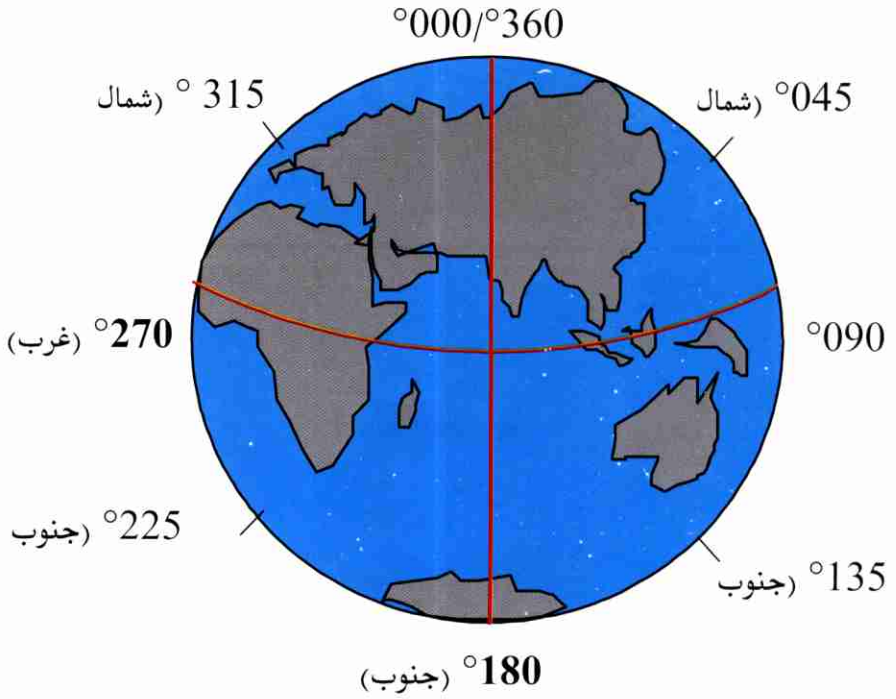 °000/°360
°045 (شمال
°315 (شمال
°090
°270 (غرب)
°225 (جنوب
°135 (جنوب
°180 (جنوب)